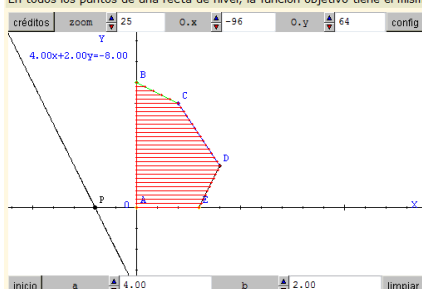 En todos los puntos de una recta de nivel, la función objetivo tiene el mism
créditos zoom 25 O.x -96 O.y 64 config
Y
4.00x+2.00y=-8.00
B
C
D
P 0 A E X
inicio a 4.00 b 2.00 limpiar